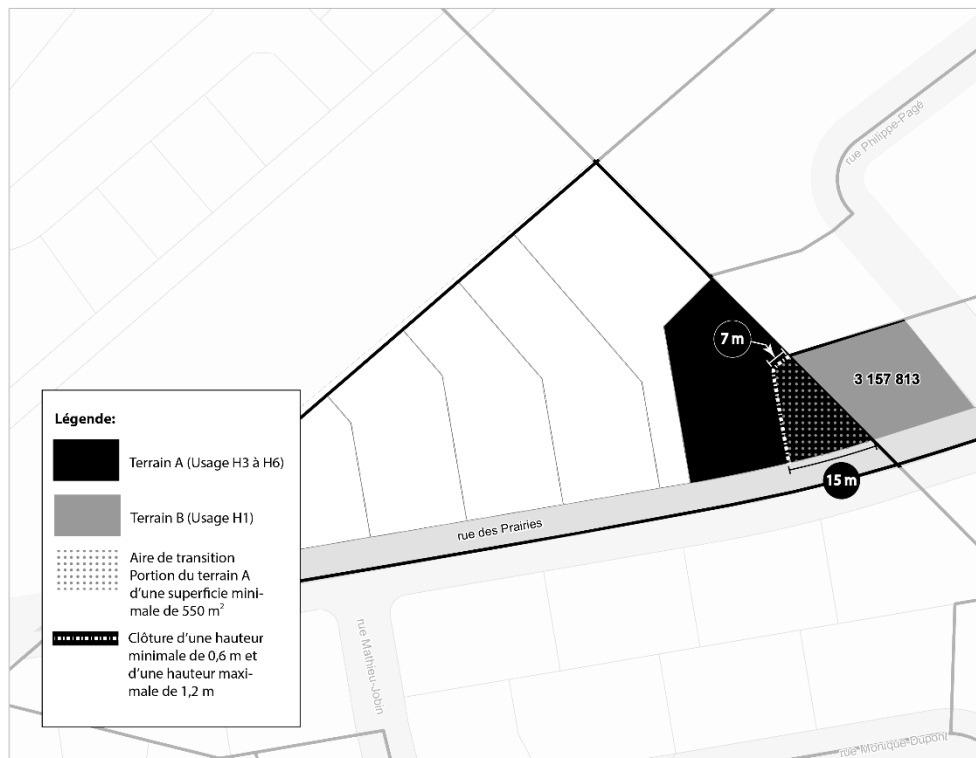 rue Philippe-Pagé
7 m
3 157 813
15 m
rue des Prairies
rue Mathieu-Jobin
rue Monique-Dupont
Légende:
Terrain A (Usage H3 à H6)
Terrain B (Usage H1)
Aire de transition
Portion du terrain A
d'une superficie mini-
male de 550 m²
Clôture d'une hauteur
minimale de 0,6 m et
d'une hauteur maxi-
male de 1,2 m